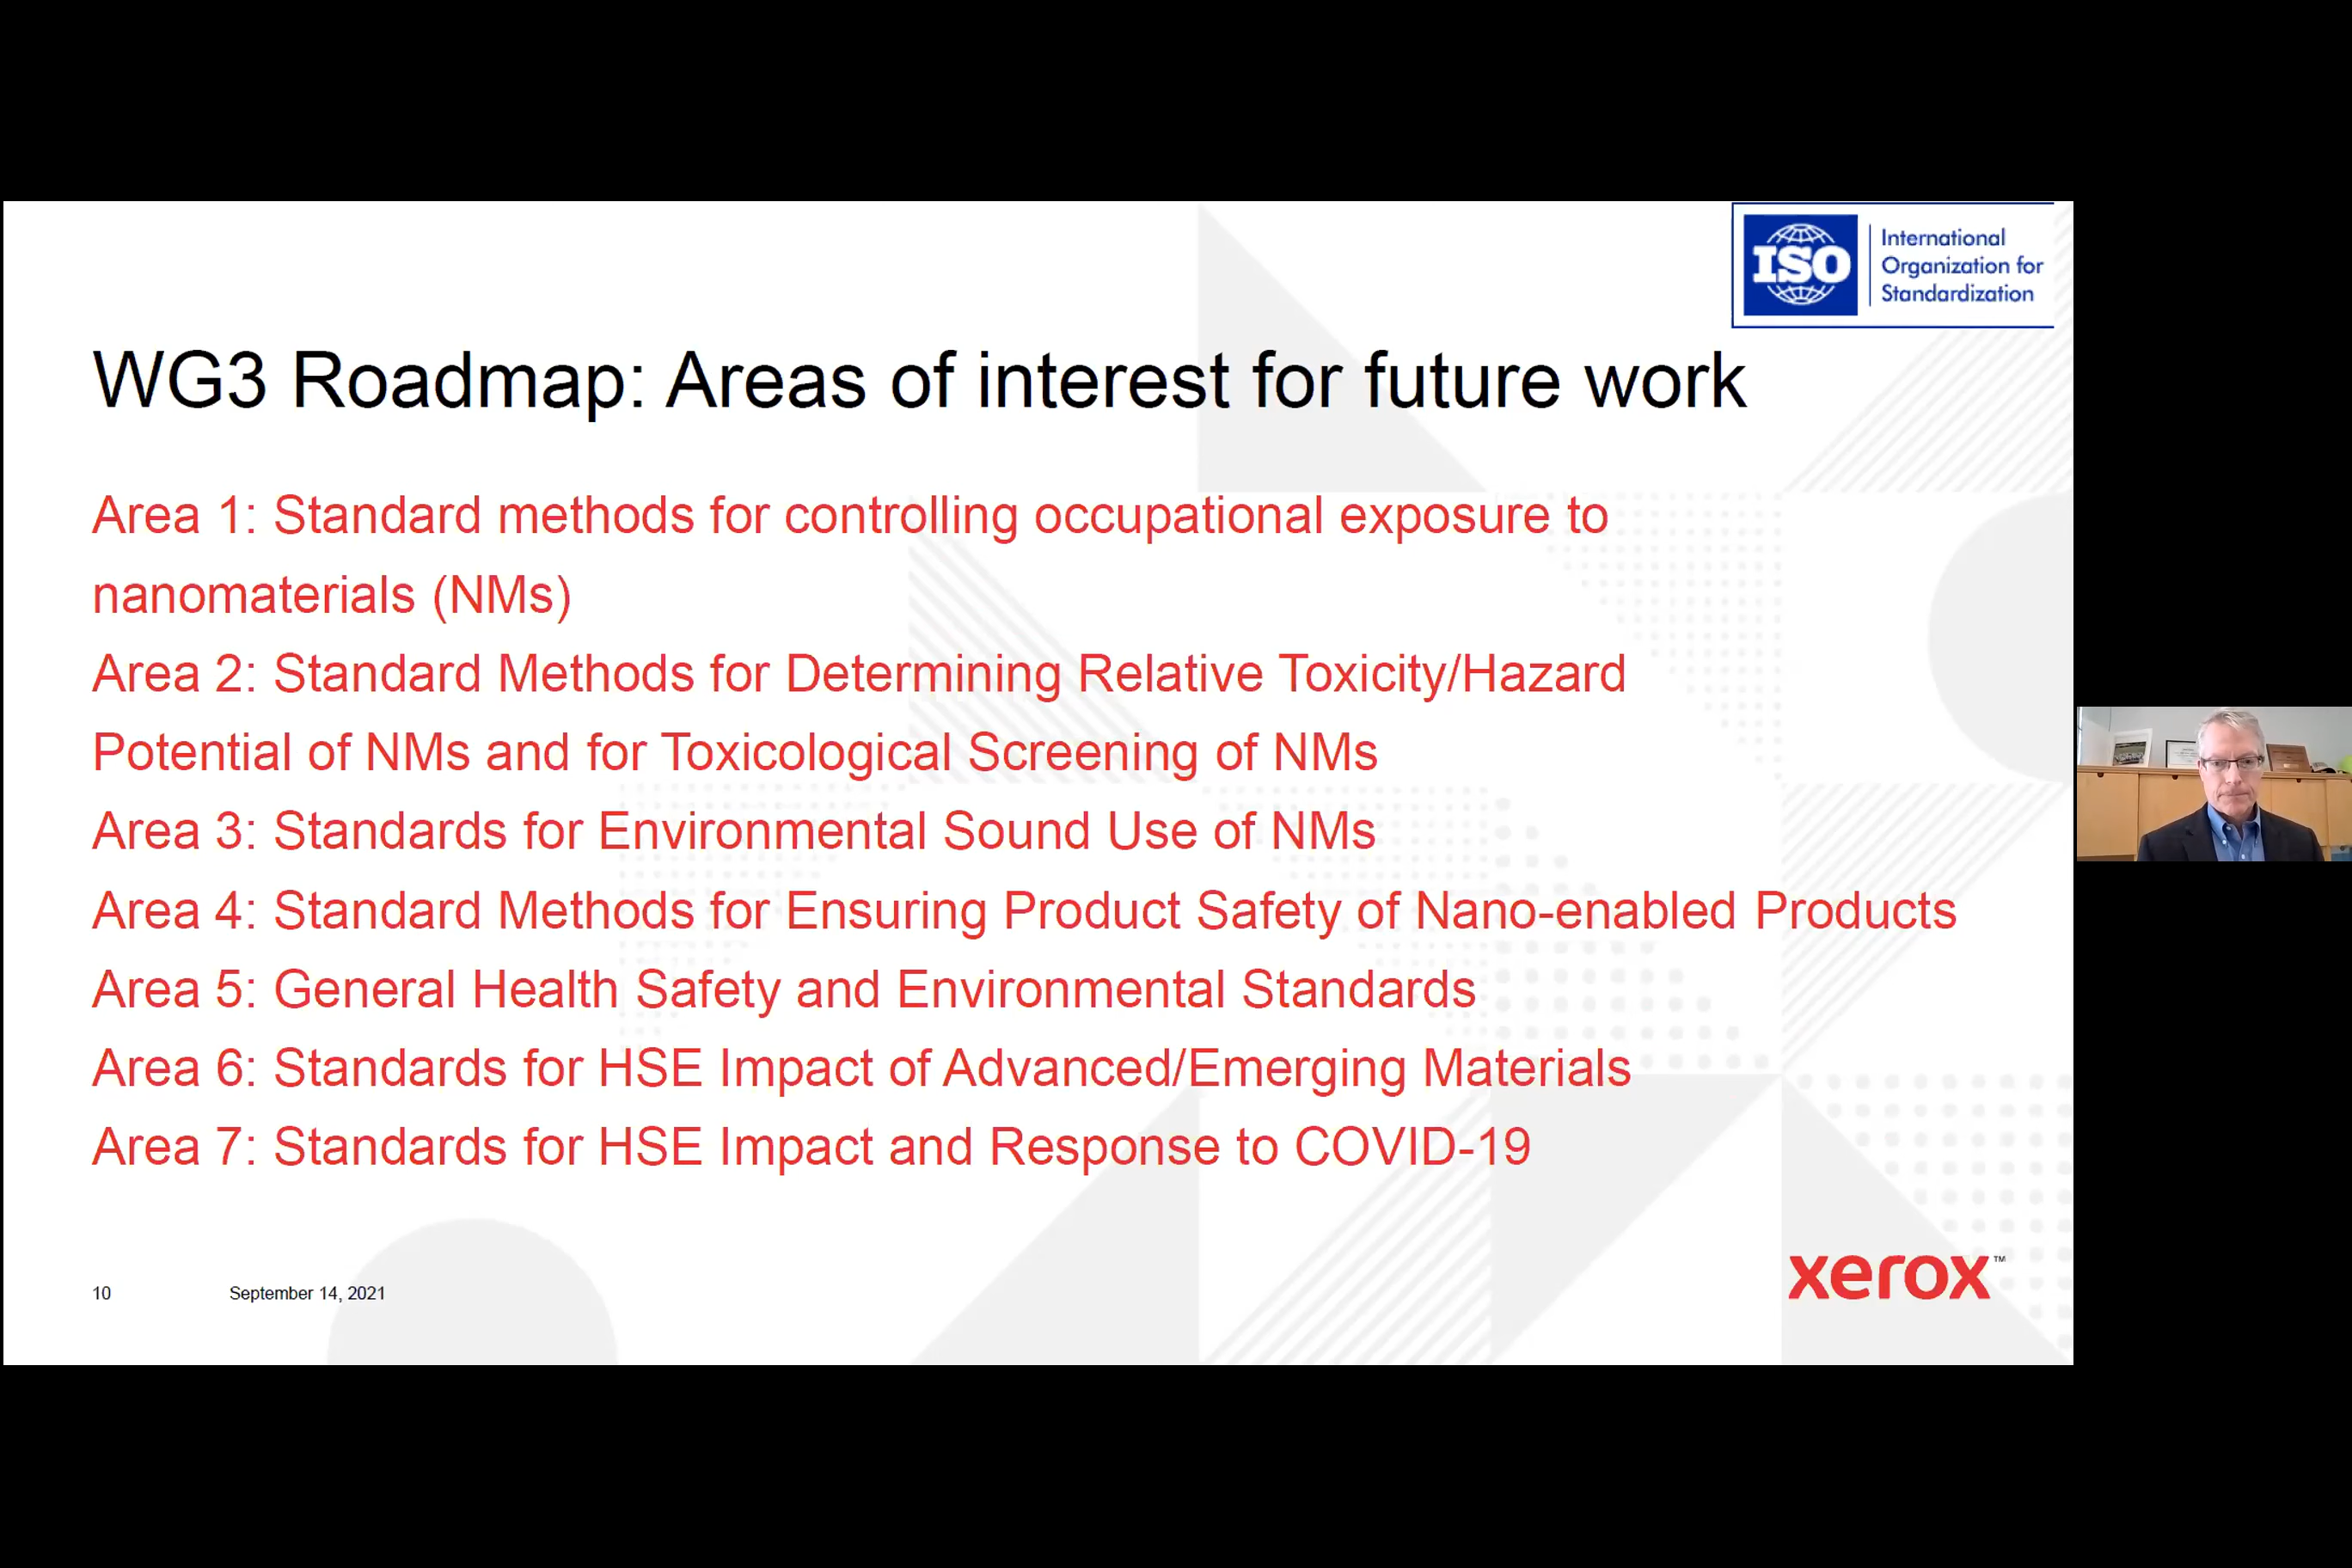 ISO
International
Organization for
Standardization
WG3 Roadmap: Areas of interest for future work
Area 1: Standard methods for controlling occupational exposure to
nanomaterials (NMs)
Area 2: Standard Methods for Determining Relative Toxicity/Hazard
Potential of NMs and for Toxicological Screening of NMs
Area 3: Standards for Environmental Sound Use of NMs
Area 4: Standard Methods for Ensuring Product Safety of Nano-enabled Products
Area 5: General Health Safety and Environmental Standards
Area 6: Standards for HSE Impact of Advanced/Emerging Materials
Area 7: Standards for HSE Impact and Response to COVID-19
10 September 14, 2021
xerox™